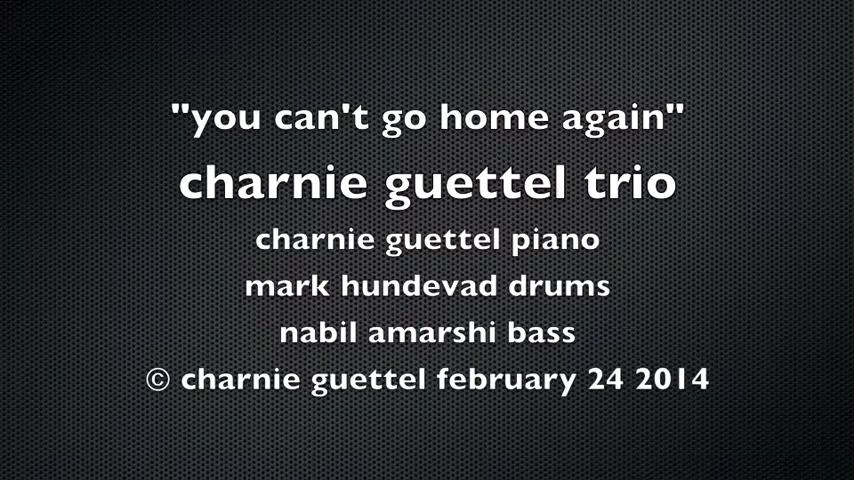 "you can't go home again"
charnie guettel trio
charnie guettel piano
mark hundevad drums
nabil amarshi bass
© charnie guettel february 24 2014